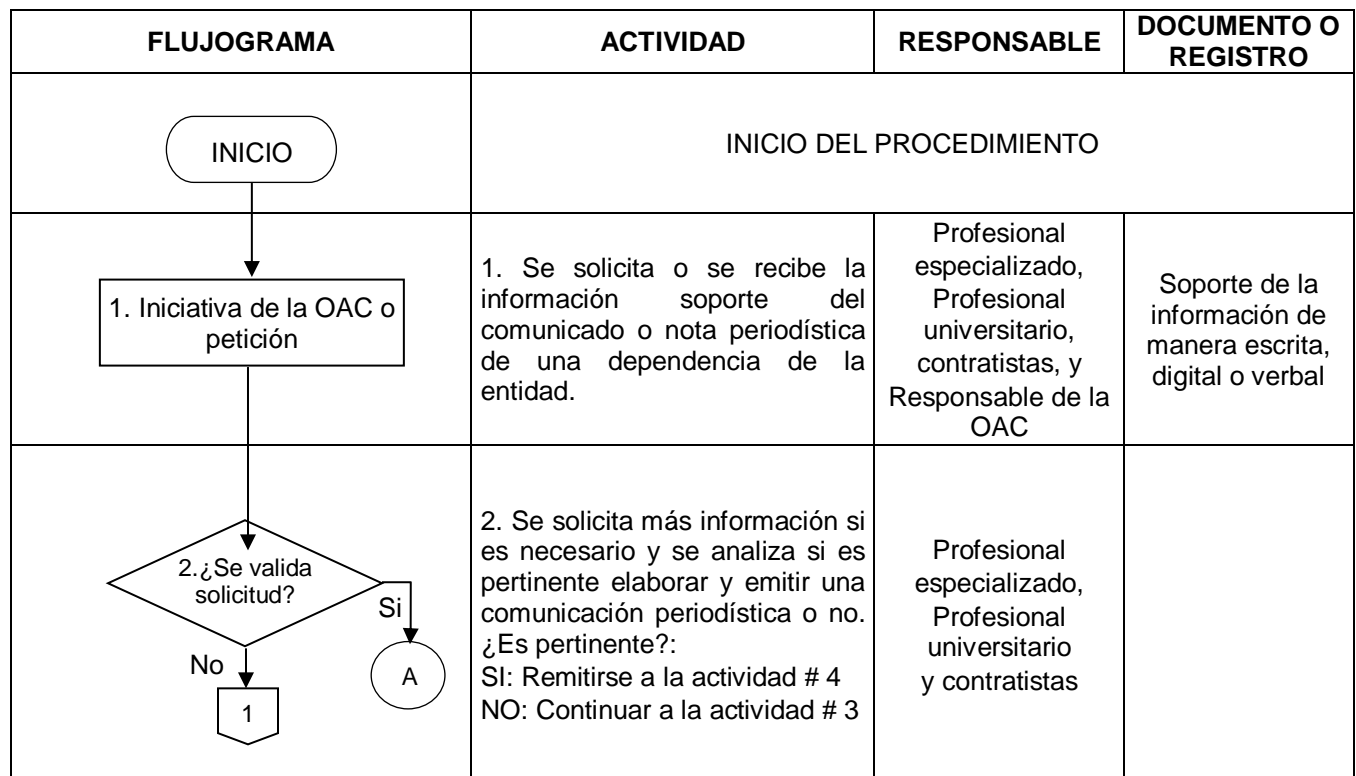 FLUJOGRAMA
ACTIVIDAD
RESPONSABLE
DOCUMENTO O
REGISTRO
INICIO
INICIO DEL PROCEDIMIENTO
1. Iniciativa de la OAC o
petición
1. Se solicita o se recibe la
información soporte del
comunicado o nota periodística
de una dependencia de la
entidad.
Profesional
especializado,
Profesional
universitario,
contratistas, y
Responsable de la
OAC
Soporte de la
información de
manera escrita,
digital o verbal
2.¿Se valida
solicitud?
Si
A
No
1
2. Se solicita más información si
es necesario y se analiza si es
pertinente elaborar y emitir una
comunicación periodística o no.
¿Es pertinente?:
SI: Remitirse a la actividad # 4
NO: Continuar a la actividad # 3
Profesional
especializado,
Profesional
universitario
y contratistas